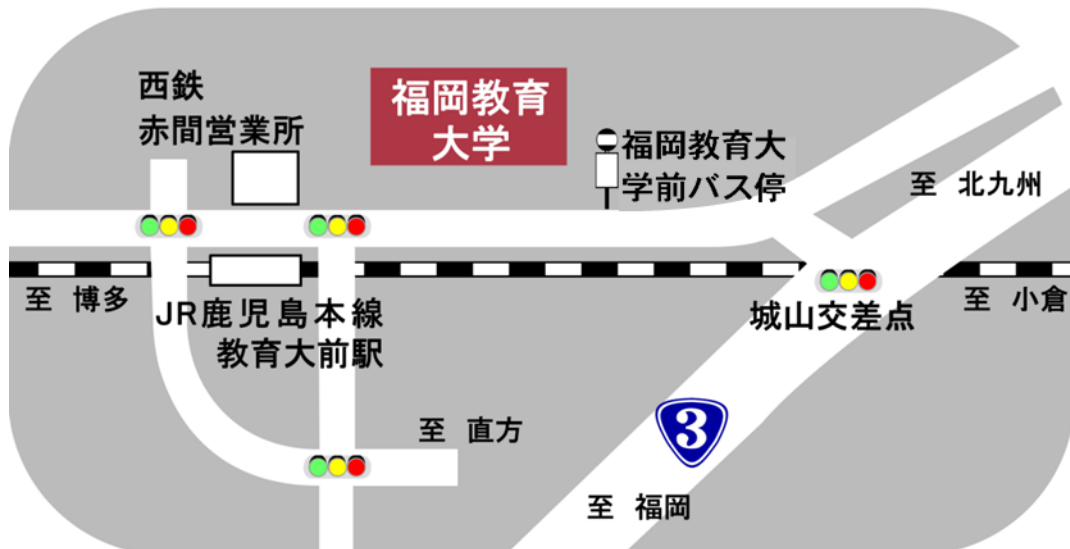 西鉄
赤間営業所
福岡教育
大学
福岡教育大
学前バス停
至 北九州
至 博多
JR鹿児島本線
教育大前駅
城山交差点
至 小倉
至 直方
3
至 福岡